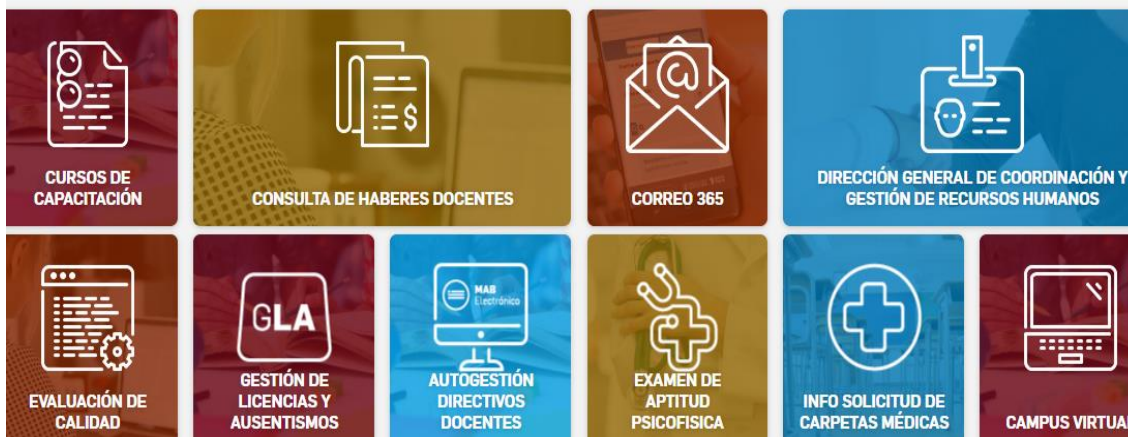 CURSOS DE
CAPACITACIÓN
CONSULTA DE HABERES DOCENTES
CORREO 365
DIRECCIÓN GENERAL DE COORDINACIÓN Y
GESTIÓN DE RECURSOS HUMANOS
EVALUACIÓN DE
CALIDAD
GLA
GESTIÓN DE
LICENCIAS Y
AUSENTISMOS
MAB
Electrónico
AUTOGESTIÓN
DIRECTIVOS
DOCENTES
EXAMEN DE
APTITUD
PSICOFISICA
INFO SOLICITUD DE
CARPETAS MÉDICAS
CAMPUS VIRTUAL